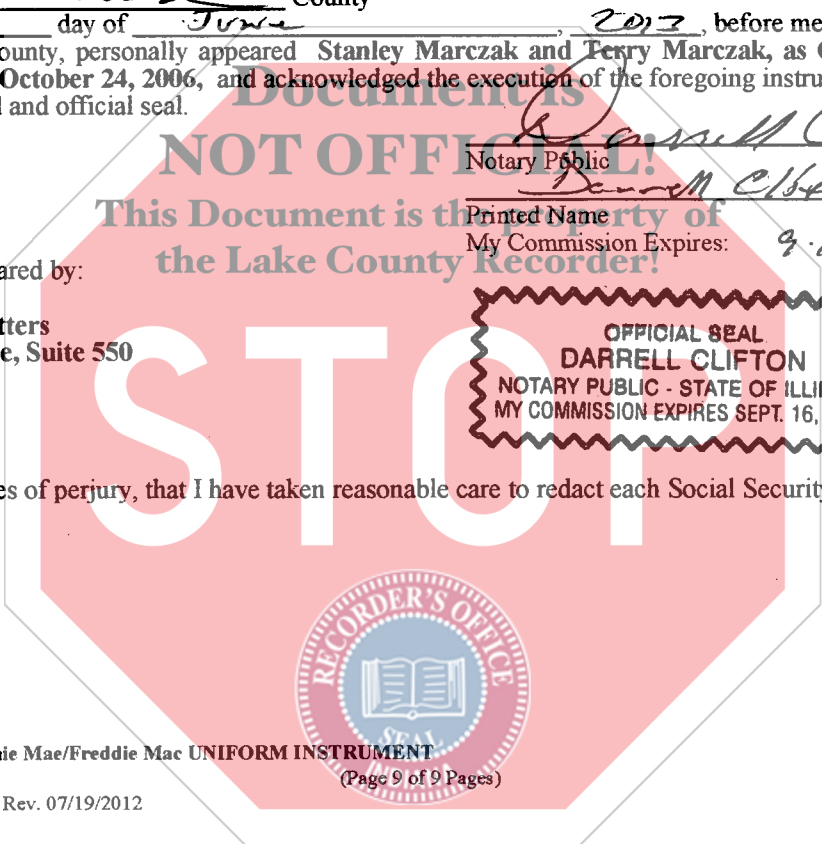 County
day of June, 2013, before me
ounty, personally appeared Stanley Marczak and Terry Marczak, as
October 24, 2006, and acknowledged the execution of the foregoing instru
and official seal.
Document is
NOT OFFICIAL!
This Document is the property of
the Lake County Recorder!
Notary Public
Printed Name
My Commission Expires: 9.
ared by:
tters
e, Suite 550
OFFICIAL SEAL
DARRELL CLIFTON
NOTARY PUBLIC - STATE OF ILLI
MY COMMISSION EXPIRES SEPT. 16,
STOP
es of perjury, that I have taken reasonable care to redact each Social Security
RECORDER'S OFFICE
SEAL
INDIANA
ie Mae/Freddie Mac UNIFORM INSTRUMENT
(Page 9 of 9 Pages)
Rev. 07/19/2012